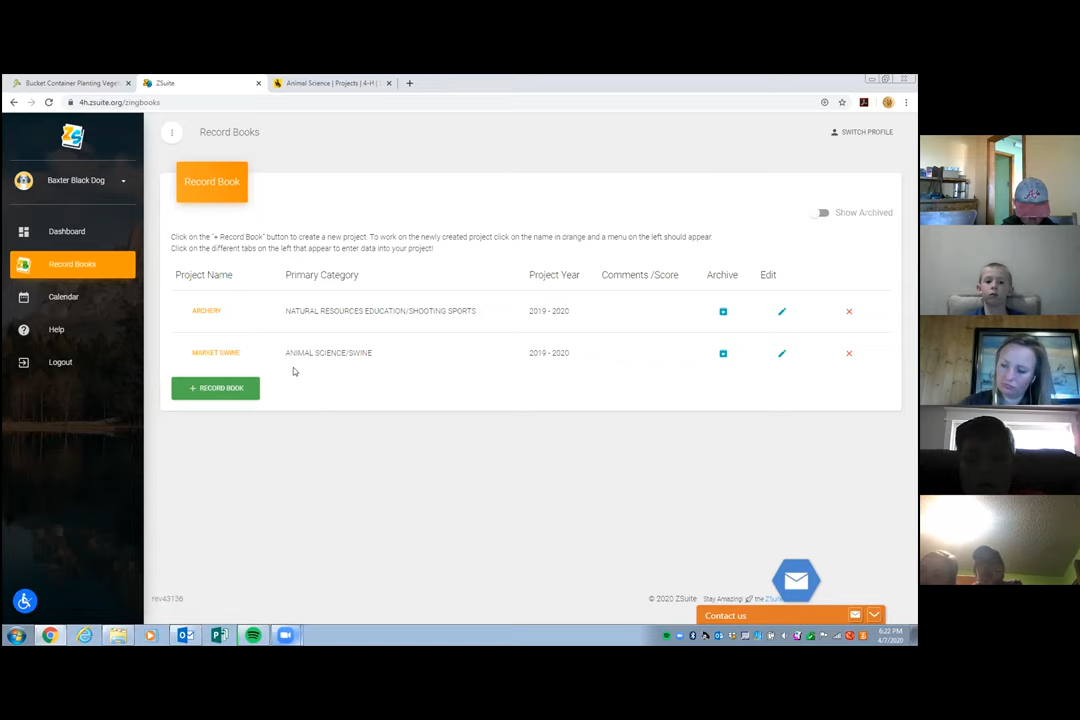 Bucket Container Planting Veget
ZSuite
Animal Science | Projects | 4-H |
4h.zsuite.org/zingbooks
Record Books
SWITCH PROFILE
Baxter Black Dog
Record Book
Show Archived
Dashboard
Record Books
Calendar
Help
Logout
Click on the "+ Record Book" button to create a new project. To work on the newly created project click on the name in orange and a menu on the left should appear.
Click on the different tabs on the left that appear to enter data into your project!
Project Name Primary Category Project Year Comments /Score Archive Edit
ARCHERY NATURAL RESOURCES EDUCATION/SHOOTING SPORTS 2019 - 2020
MARKET SWINE ANIMAL SCIENCE/SWINE 2019 - 2020
+ RECORD BOOK
rev43136
© 2020 ZSuite Stay Amazing! the ZSuite
Contact us
6:22 PM
4/7/2020